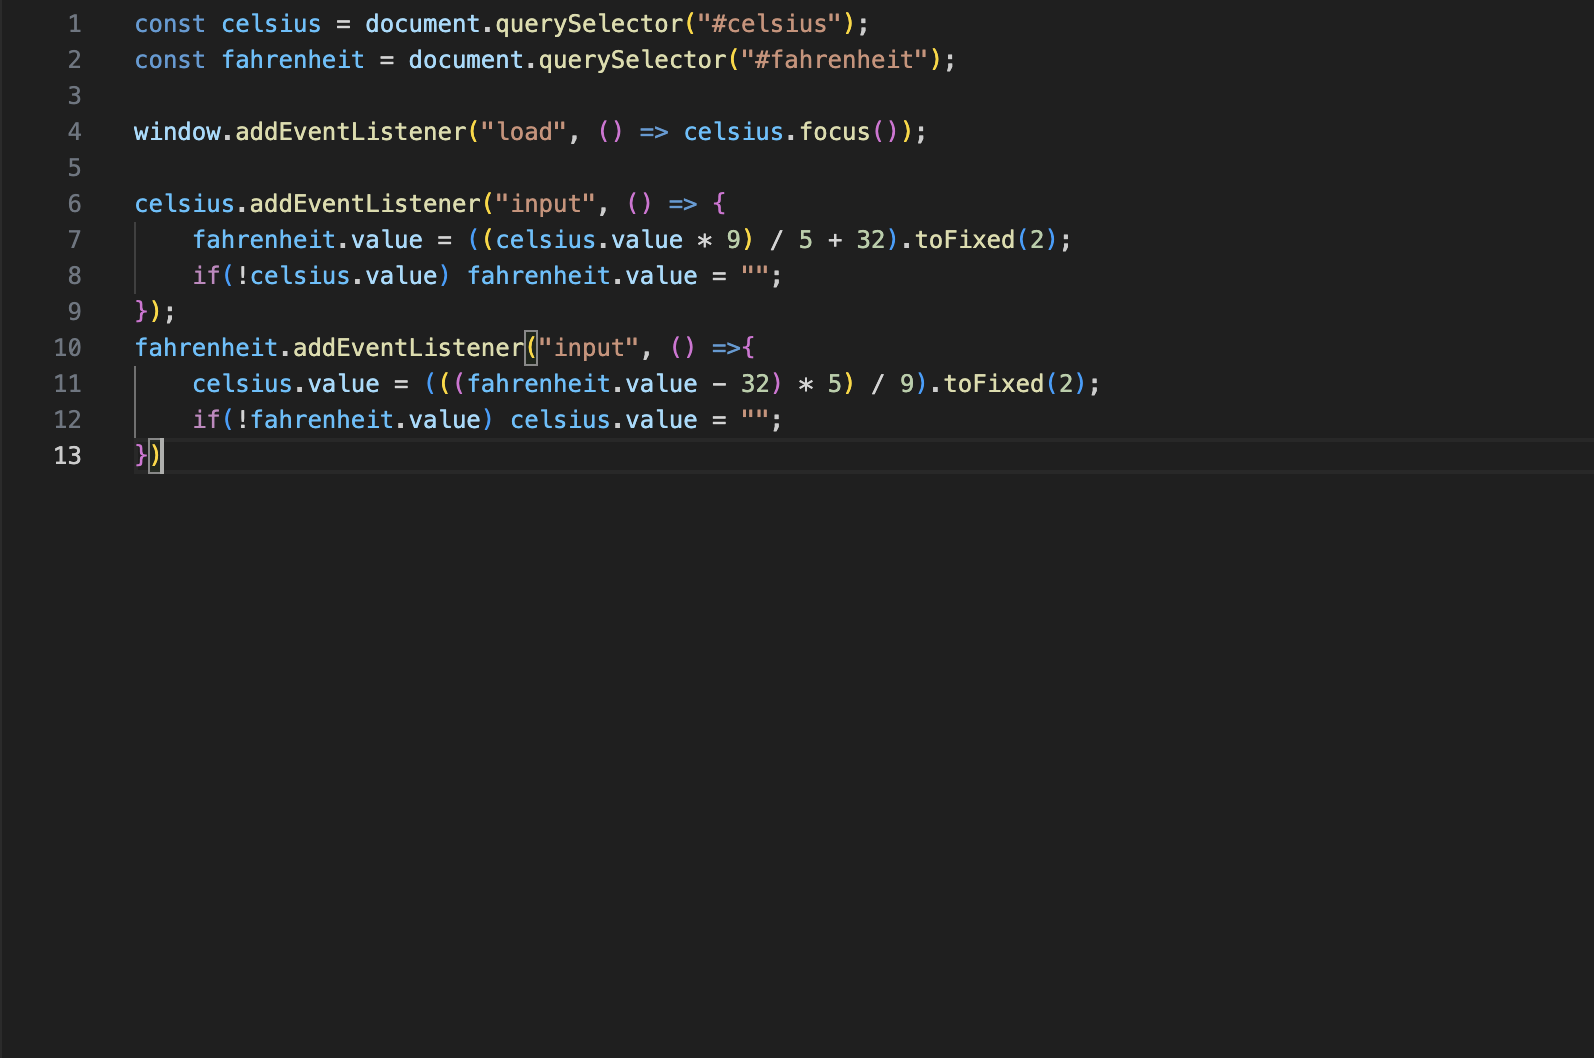 1 const celsius = document.querySelector("#celsius");
2 const fahrenheit = document.querySelector("#fahrenheit");
3
4 window.addEventListener("load", () => celsius.focus());
5
6 celsius.addEventListener("input", () => {
7     fahrenheit.value = ((celsius.value * 9) / 5 + 32).toFixed(2);
8     if(!celsius.value) fahrenheit.value = "";
9 });
10 fahrenheit.addEventListener("input", () =>{
11     celsius.value = (((fahrenheit.value - 32) * 5) / 9).toFixed(2);
12     if(!fahrenheit.value) celsius.value = "";
13 })